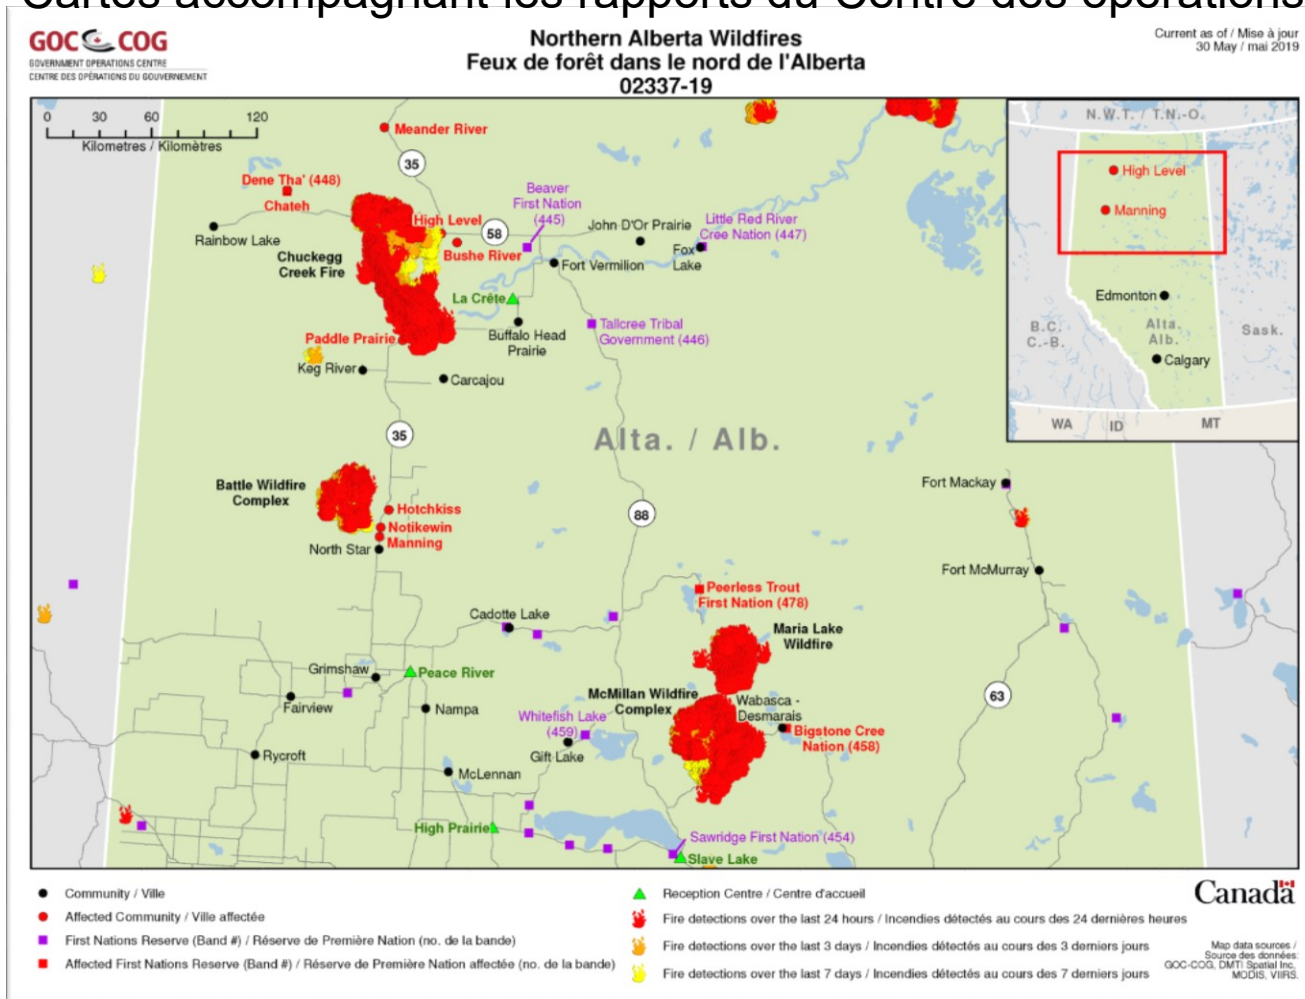 Cartes accompagnant les rapports du Centre des opérations
GOC COG
GOVERNMENT OPERATIONS CENTRE
CENTRE DES OPÉRATIONS DU GOUVERNEMENT
Northern Alberta Wildfires
Feux de forêt dans le nord de l'Alberta
02337-19
Current as of / Mise à jour
30 May / mai 2019
0 30 60 120
Kilometres / Kilomètres
Meander River
35
Dene Tha' (448)
Chateh
Rainbow Lake
High Level
58
Bushe River
Chuckegg
Creek Fire
Beaver
First Nation
(445)
John D'Or Prairie
Little Red River
Cree Nation (447)
Fox
Lake
Fort Vermilion
La Crête
Buffalo Head
Prairie
Tallcree Tribal
Government (446)
Paddle Prairie
Keg River
Carcajou
35
Alta. / Alb.
Battle Wildfire
Complex
Hotchkiss
Notikewin
Manning
North Star
88
Fort Mackay
Fort McMurray
Peerless Trout
First Nation (478)
Cadotte Lake
Maria Lake
Wildfire
Grimshaw
Peace River
Fairview
Nampa
McMillan Wildfire
Complex
Wabasca -
Desmarais
63
Whitefish Lake
(459)
Gift Lake
Bigstone Cree
Nation (458)
Rycroft
McLennan
High Prairie
Sawridge First Nation (454)
Slave Lake
N.W.T. / T.N.-O.
High Level
Manning
Edmonton
B.C.
C.-B.
Alta.
Alb.
Sask.
Calgary
WA
ID
MT
Community / Ville
Affected Community / Ville affectée
First Nations Reserve (Band #) / Réserve de Première Nation (no. de la bande)
Affected First Nations Reserve (Band #) / Réserve de Première Nation affectée (no. de la bande)
Reception Centre / Centre d'accueil
Fire detections over the last 24 hours / Incendies détectés au cours des 24 dernières heures
Fire detections over the last 3 days / Incendies détectés au cours des 3 derniers jours
Fire detections over the last 7 days / Incendies détectés au cours des 7 derniers jours
Canada
Map data sources /
Source des données:
GOC-COG, DMTi Spatial Inc,
MODIS, VIIRS.